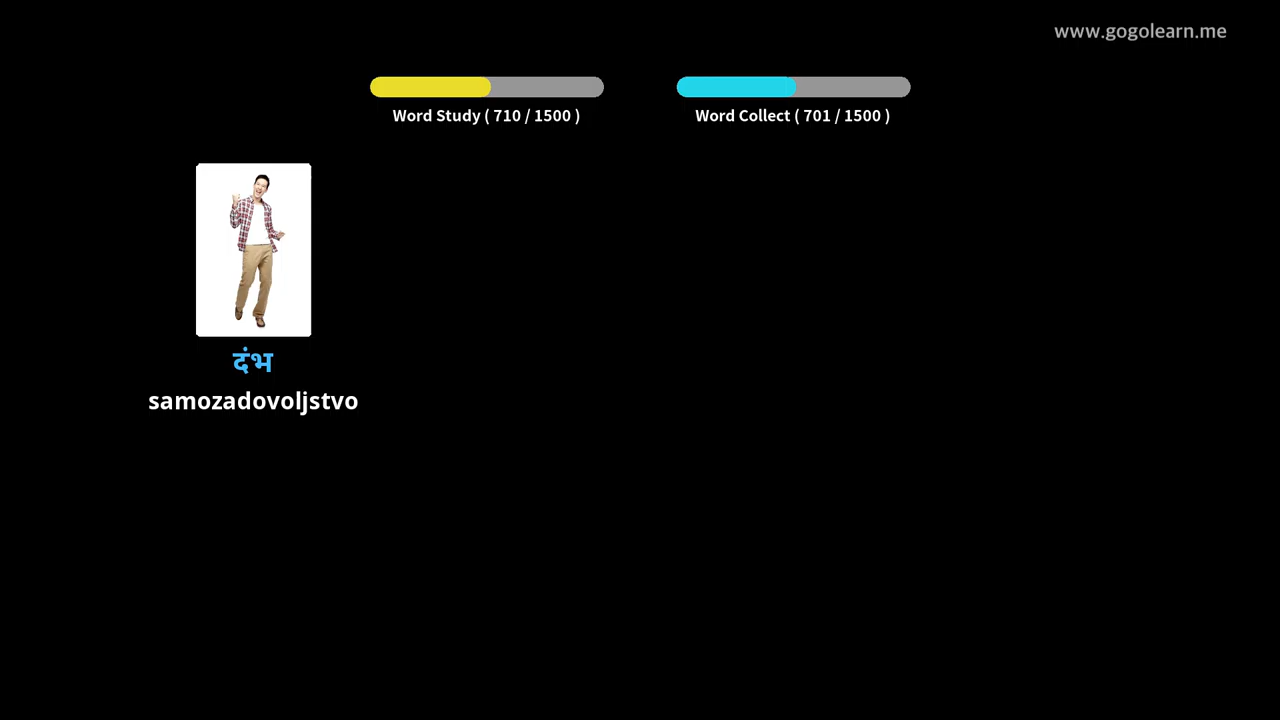 www.gogolearn.me
Word Study ( 710 / 1500 )
Word Collect ( 701 / 1500 )
दंभ
samozadovoljstvo